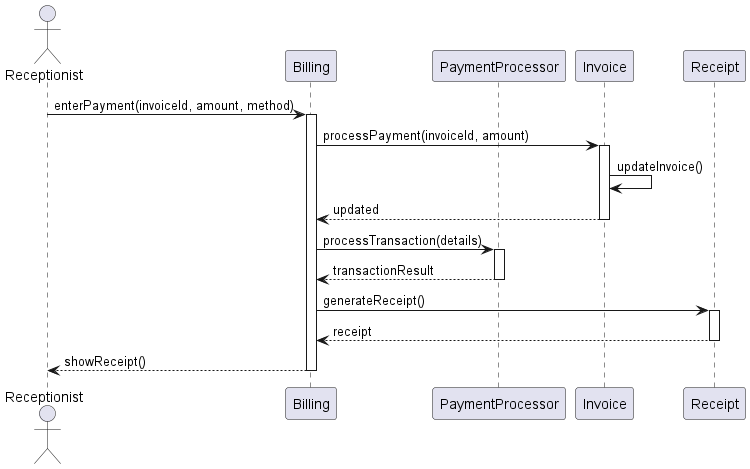 Receptionist
Billing
PaymentProcessor
Invoice
Receipt
enterPayment(invoiceId, amount, method)
processPayment(invoiceId, amount)
updateInvoice()
updated
processTransaction(details)
transactionResult
generateReceipt()
receipt
showReceipt()
Receptionist
Billing
PaymentProcessor
Invoice
Receipt